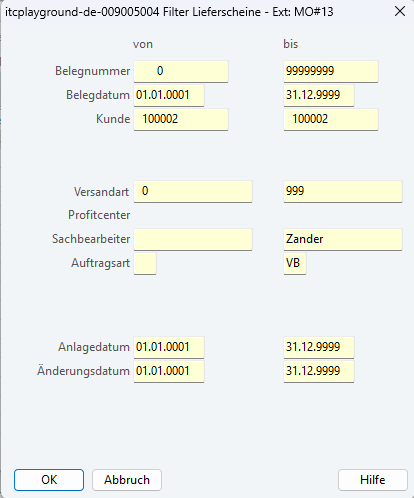 itcplayground-de-009005004 Filter Lieferscheine - Ext: MO#13
von bis
Belegnummer 0 99999999
Belegdatum 01.01.0001 31.12.9999
Kunde 100002 100002
Versandart 0 999
Profitcenter
Sachbearbeiter Zander
Auftragsart VB
Anlagedatum 01.01.0001 31.12.9999
Änderungsdatum 01.01.0001 31.12.9999
OK Abbruch Hilfe